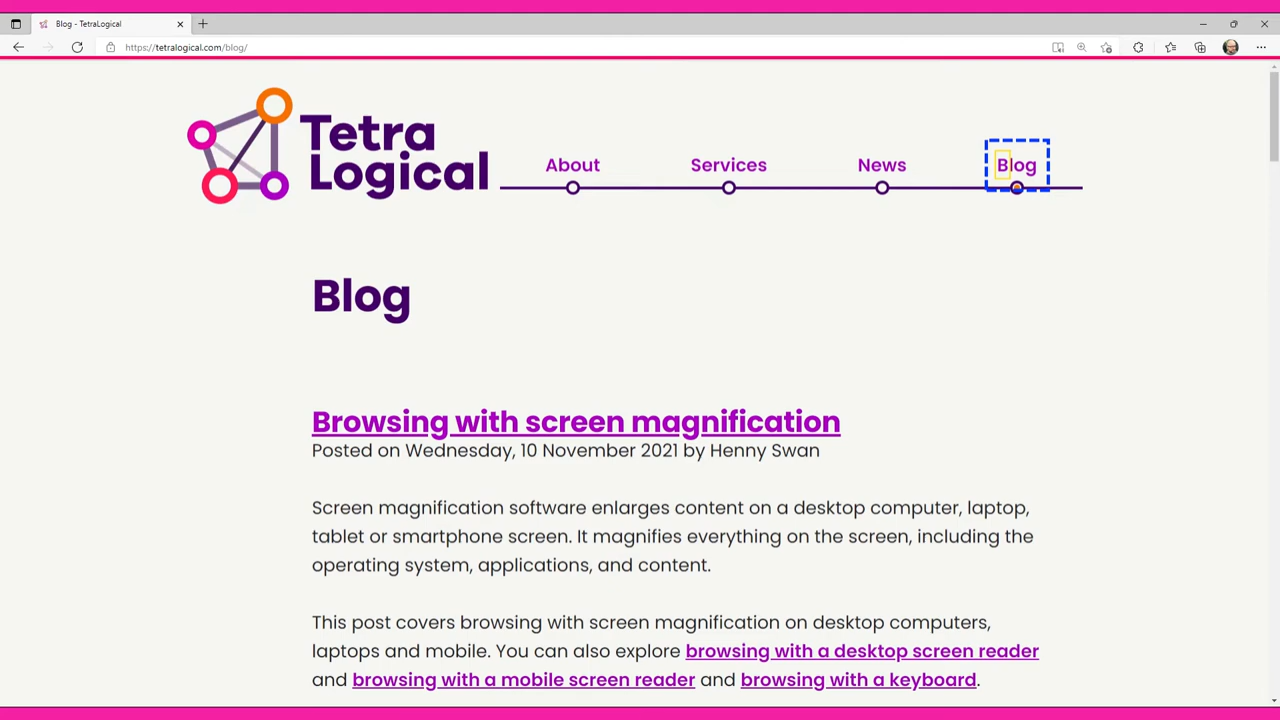 Blog - TetraLogical
https://tetralogical.com/blog/
Tetra
Logical
About
Services
News
Blog
Blog
Browsing with screen magnification
Posted on Wednesday, 10 November 2021 by Henny Swan
Screen magnification software enlarges content on a desktop computer, laptop,
tablet or smartphone screen. It magnifies everything on the screen, including the
operating system, applications, and content.
This post covers browsing with screen magnification on desktop computers,
laptops and mobile. You can also explore browsing with a desktop screen reader
and browsing with a mobile screen reader and browsing with a keyboard.